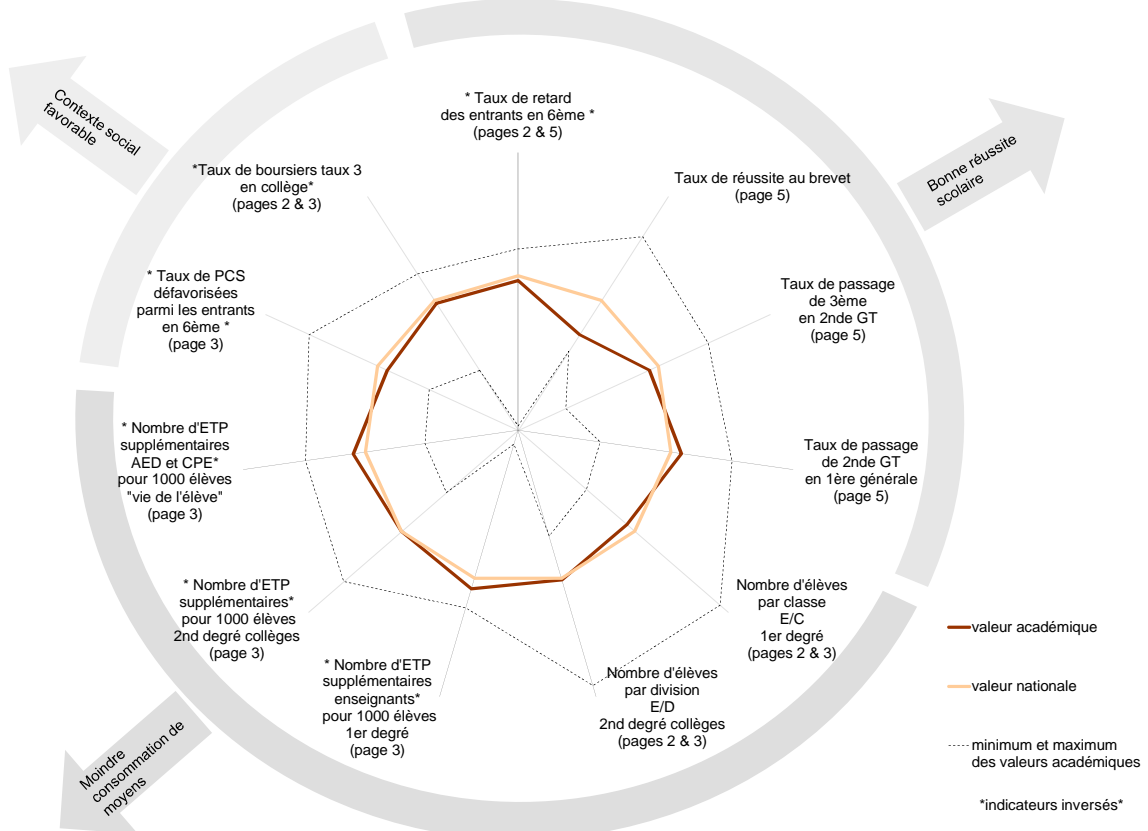 Contexte social
favorable
Bonne réussite
scolaire
Moindre
consommation de
moyens
* Taux de retard
des entrants en 6ème *
(pages 2 & 5)
Taux de réussite au brevet
(page 5)
Taux de passage
de 3ème
en 2nde GT
(page 5)
Taux de passage
de 2nde GT
en 1ère générale
(page 5)
Nombre d'élèves
par classe
E/C
1er degré
(pages 2 & 3)
Nombre d'élèves
par division
E/D
2nd degré collèges
(pages 2 & 3)
* Nombre d'ETP
supplémentaires
enseignants*
pour 1000 élèves
1er degré
(page 3)
* Nombre d'ETP
supplémentaires*
pour 1000 élèves
2nd degré collèges
(page 3)
* Nombre d'ETP
supplémentaires
AED et CPE*
pour 1000 élèves
"vie de l'élève"
(page 3)
* Taux de PCS
défavorisées
parmi les entrants
en 6ème *
(page 3)
*Taux de boursiers taux 3
en collège*
(pages 2 & 3)
valeur académique
valeur nationale
minimum et maximum
des valeurs académiques
*indicateurs inversés*